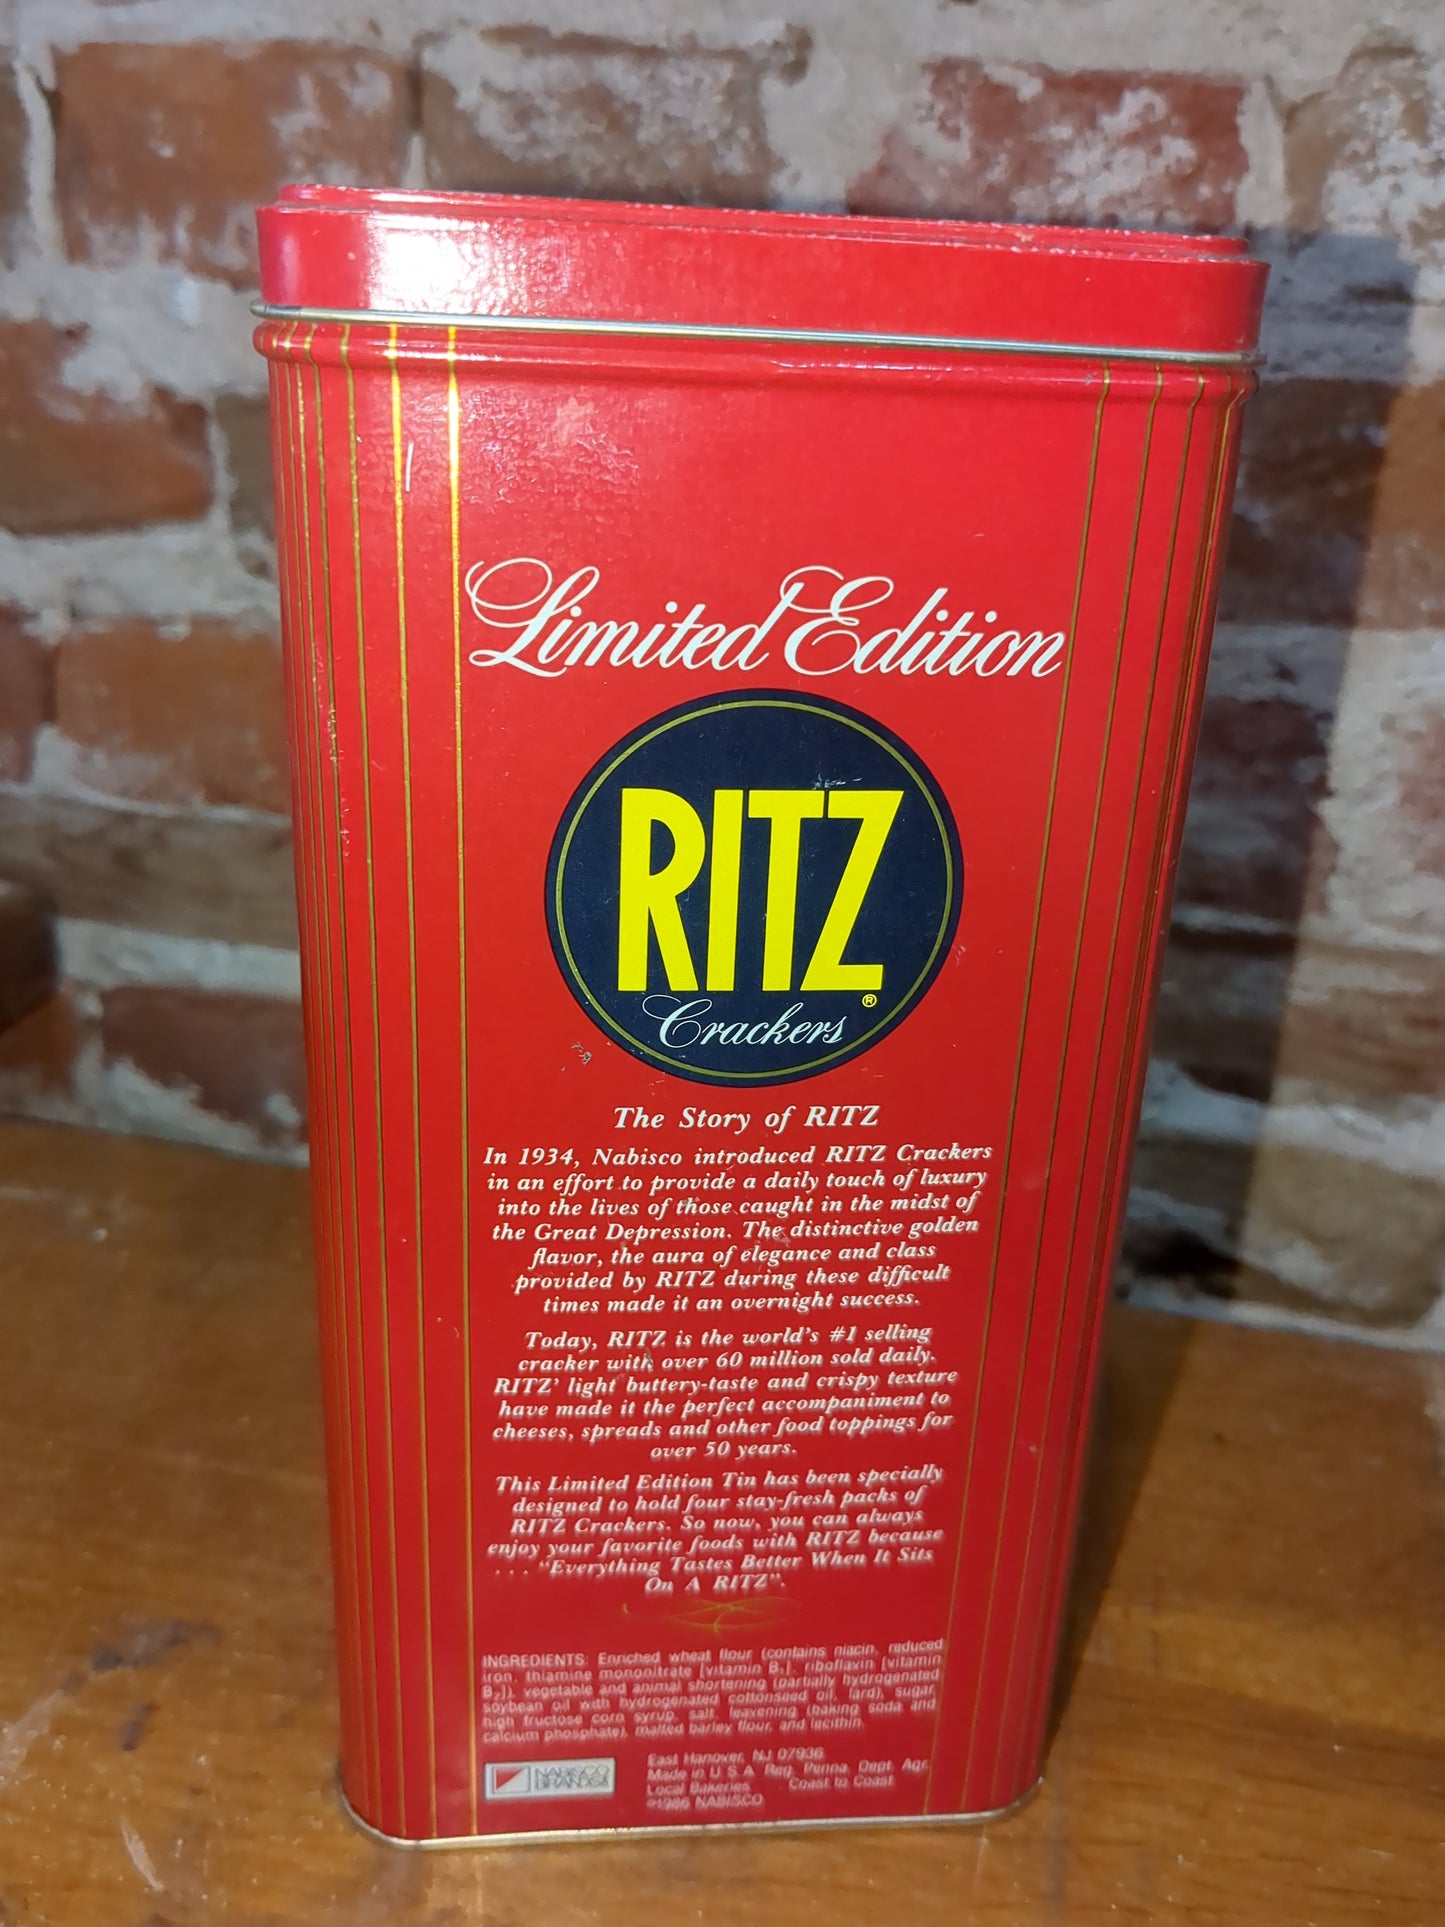 Limited Edition
RITZ
®
Crackers
The Story of RITZ
In 1934, Nabisco introduced RITZ Crackers
in an effort to provide a daily touch of luxury
into the lives of those caught in the midst of
the Great Depression. The distinctive golden
flavor, the aura of elegance and class
provided by RITZ during these difficult
times made it an overnight success.
Today, RITZ is the world's #1 selling
cracker with over 60 million sold daily.
RITZ' light buttery-taste and crispy texture
have made it the perfect accompaniment to
cheeses, spreads and other food toppings for
over 50 years.
This Limited Edition Tin has been specially
designed to hold four stay-fresh packs of
RITZ Crackers. So now, you can always
enjoy your favorite foods with RITZ because
. . . "Everything Tastes Better When It Sits
On A RITZ".
INGREDIENTS: Enriched wheat flour (contains niacin, reduced
iron, thiamine mononitrate [vitamin B₁], riboflavin [vitamin
B₂]), vegetable and animal shortening (partially hydrogenated
soybean oil with hydrogenated cottonseed oil, lard), sugar,
high fructose corn syrup, salt, leavening (baking soda and
calcium phosphate), malted barley flour, and lecithin.
NABISCO
BRANDS
East Hanover, NJ 07936
Made in U.S.A. Reg. Penna. Dept. Agr.
Local Bakeries Coast to Coast
©1986 NABISCO